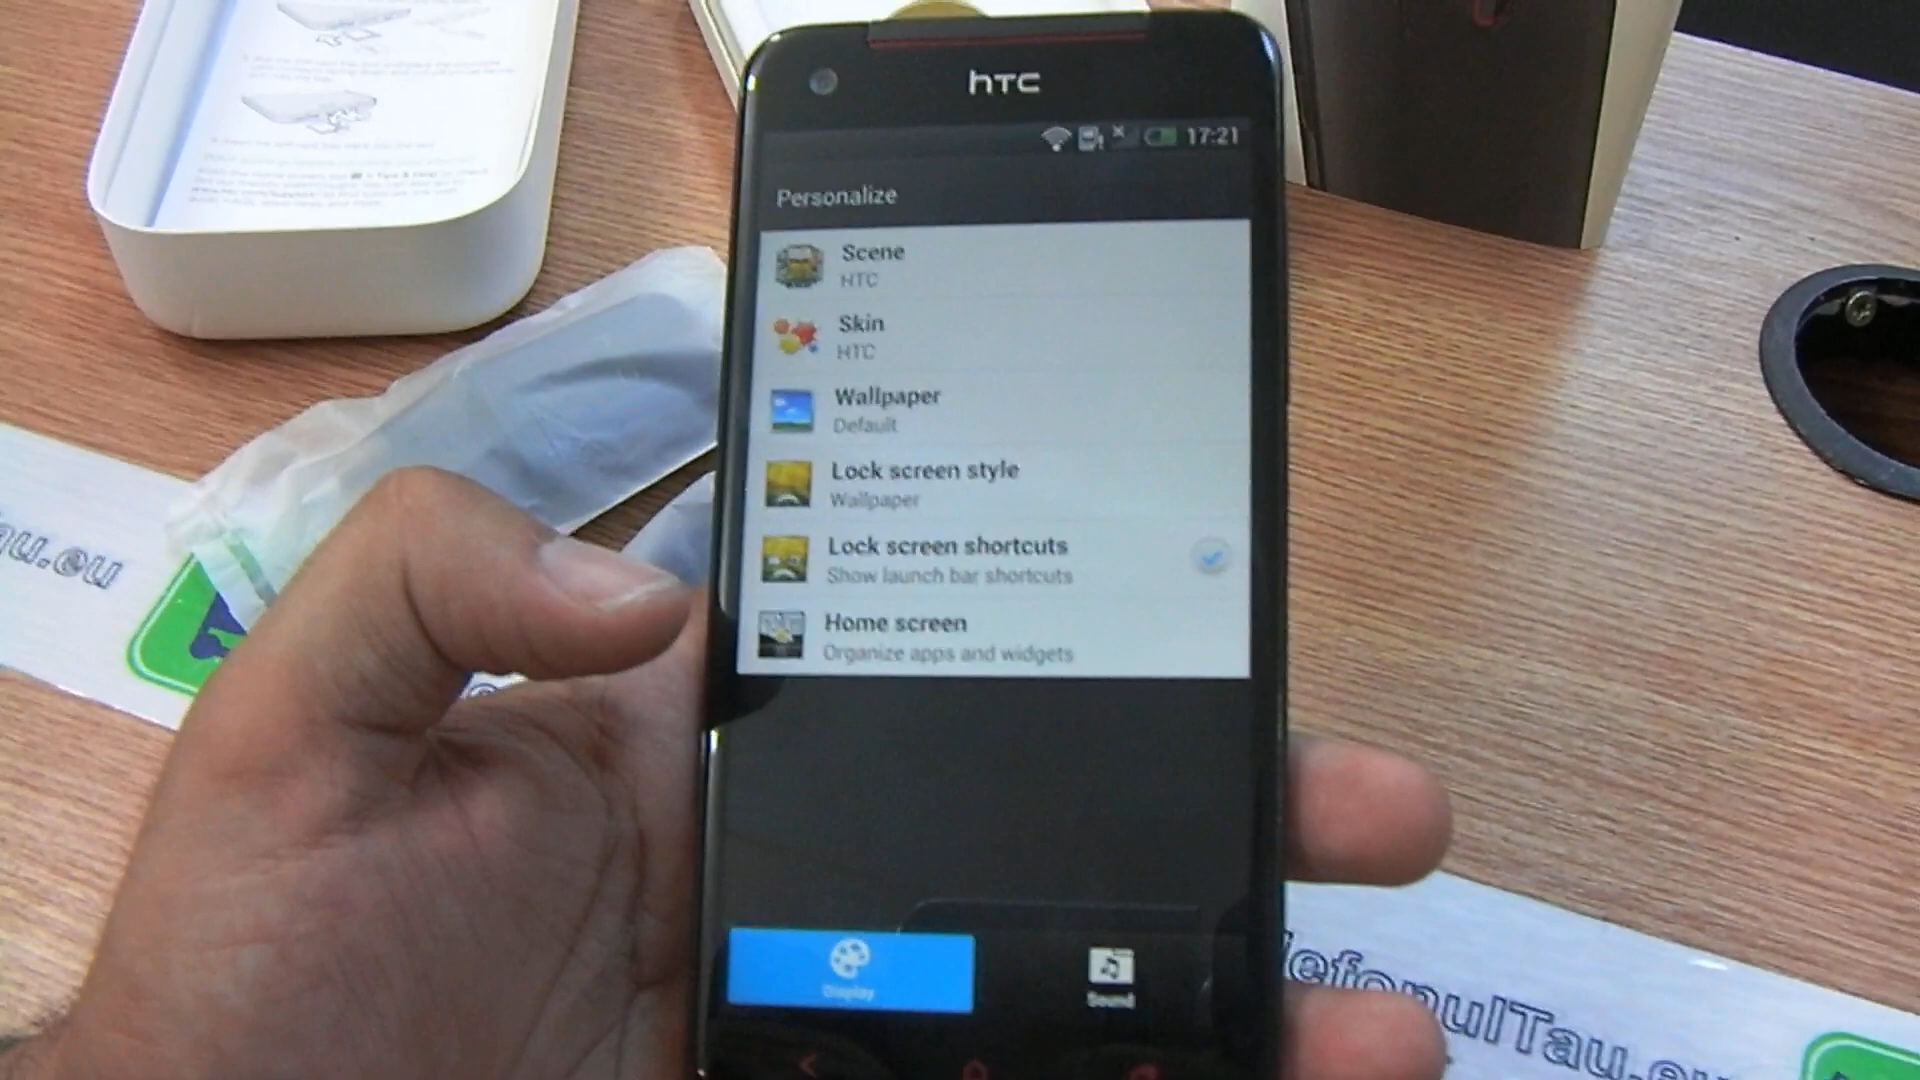 hTC
17:21
Personalize
Scene
HTC
Skin
HTC
Wallpaper
Default
Lock screen style
Wallpaper
Lock screen shortcuts
Show launch bar shortcuts
Home screen
Organize apps and widgets
Display
Sound
au.eu
lefonulTau.eu